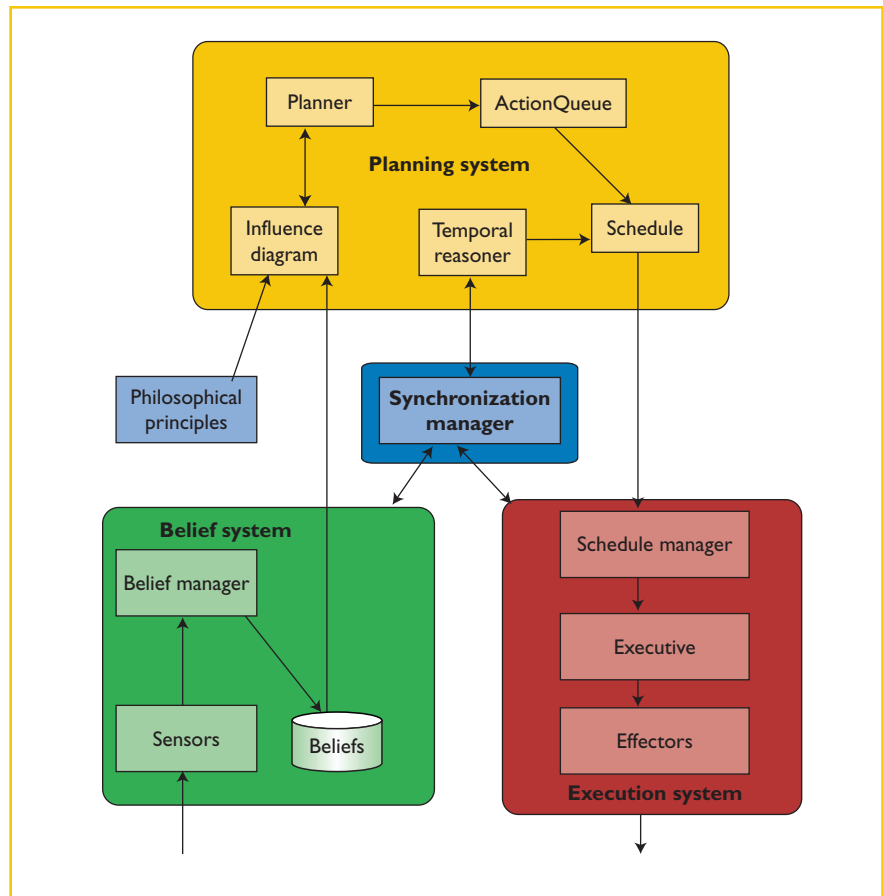 Planner
ActionQueue
Planning system
Influence
diagram
Temporal
reasoner
Schedule
Philosophical
principles
Synchronization
manager
Belief system
Belief manager
Sensors
Beliefs
Schedule manager
Executive
Effectors
Execution system